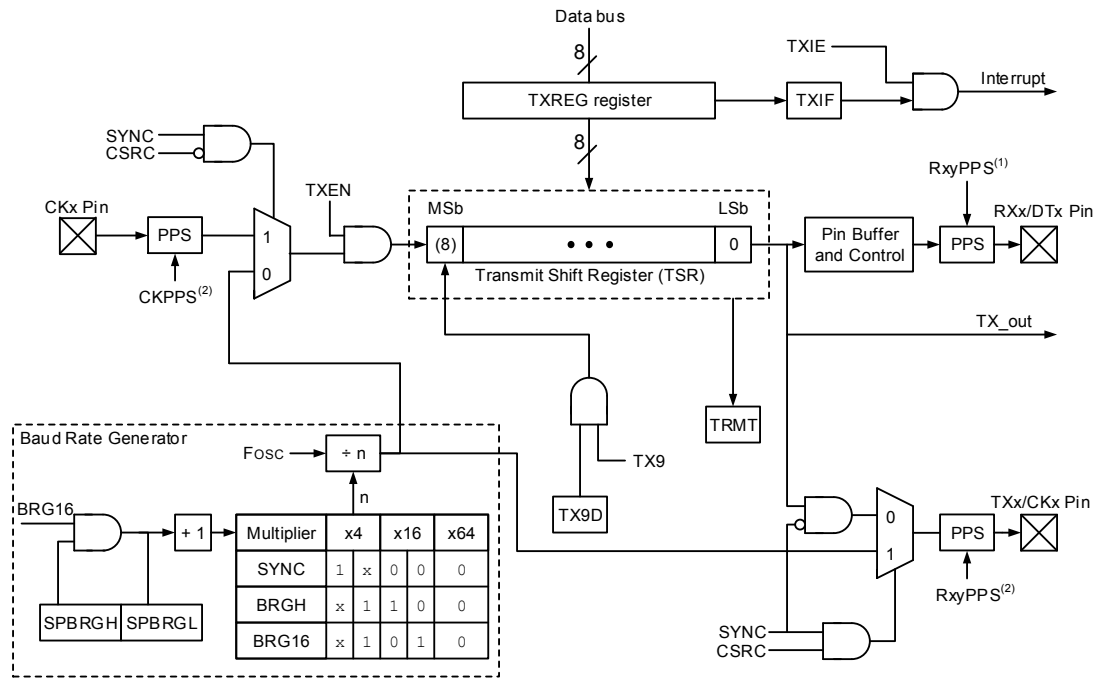 Data bus
8
TXIE
Interrupt
TXREG register
TXIF
SYNC
CSRC
8
RxyPPS(1)
TXEN
CKx Pin
MSb
LSb
RXx/DTx Pin
PPS
1
(8)
• • •
0
Pin Buffer
and Control
PPS
0
Transmit Shift Register (TSR)
CKPPS(2)
TX_out
TRMT
Baud Rate Generator
Fosc
÷ n
TX9
n
TX9D
TXx/CKx Pin
BRG16
+ 1
Multiplier x4 x16 x64
0
PPS
1
SYNC 1 x 0 0 0
BRGH x 1 1 0 0
RxyPPS(2)
SPBRGH SPBRGL
BRG16 x 1 0 1 0
SYNC
CSRC